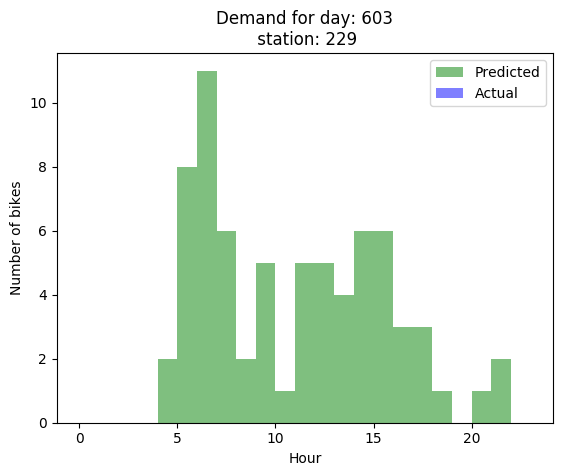 Demand for day: 603
station: 229
Predicted
Actual
Number of bikes
10
8
6
4
2
0
0
5
10
15
20
Hour